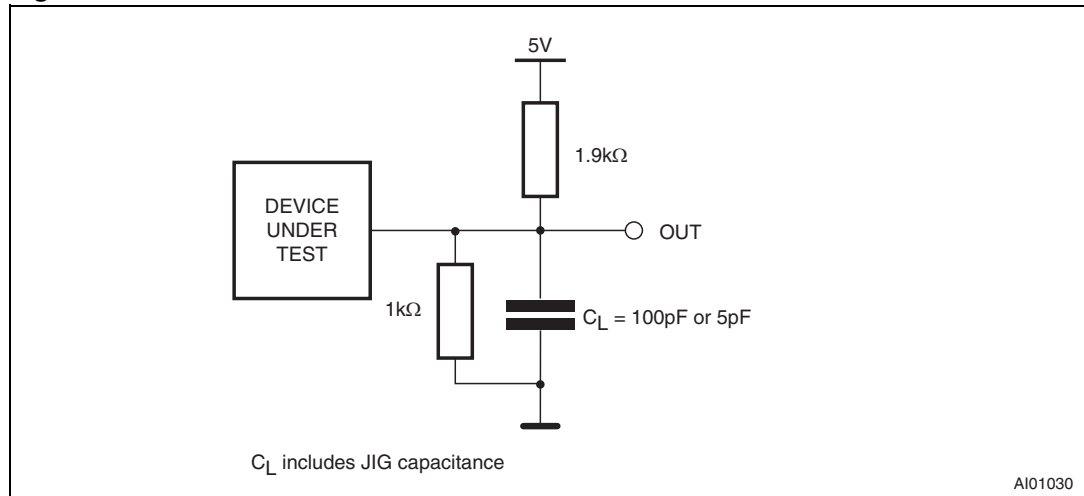 5V
1.9kΩ
DEVICE
UNDER
TEST
OUT
1kΩ
CL = 100pF or 5pF
CL includes JIG capacitance
AI01030